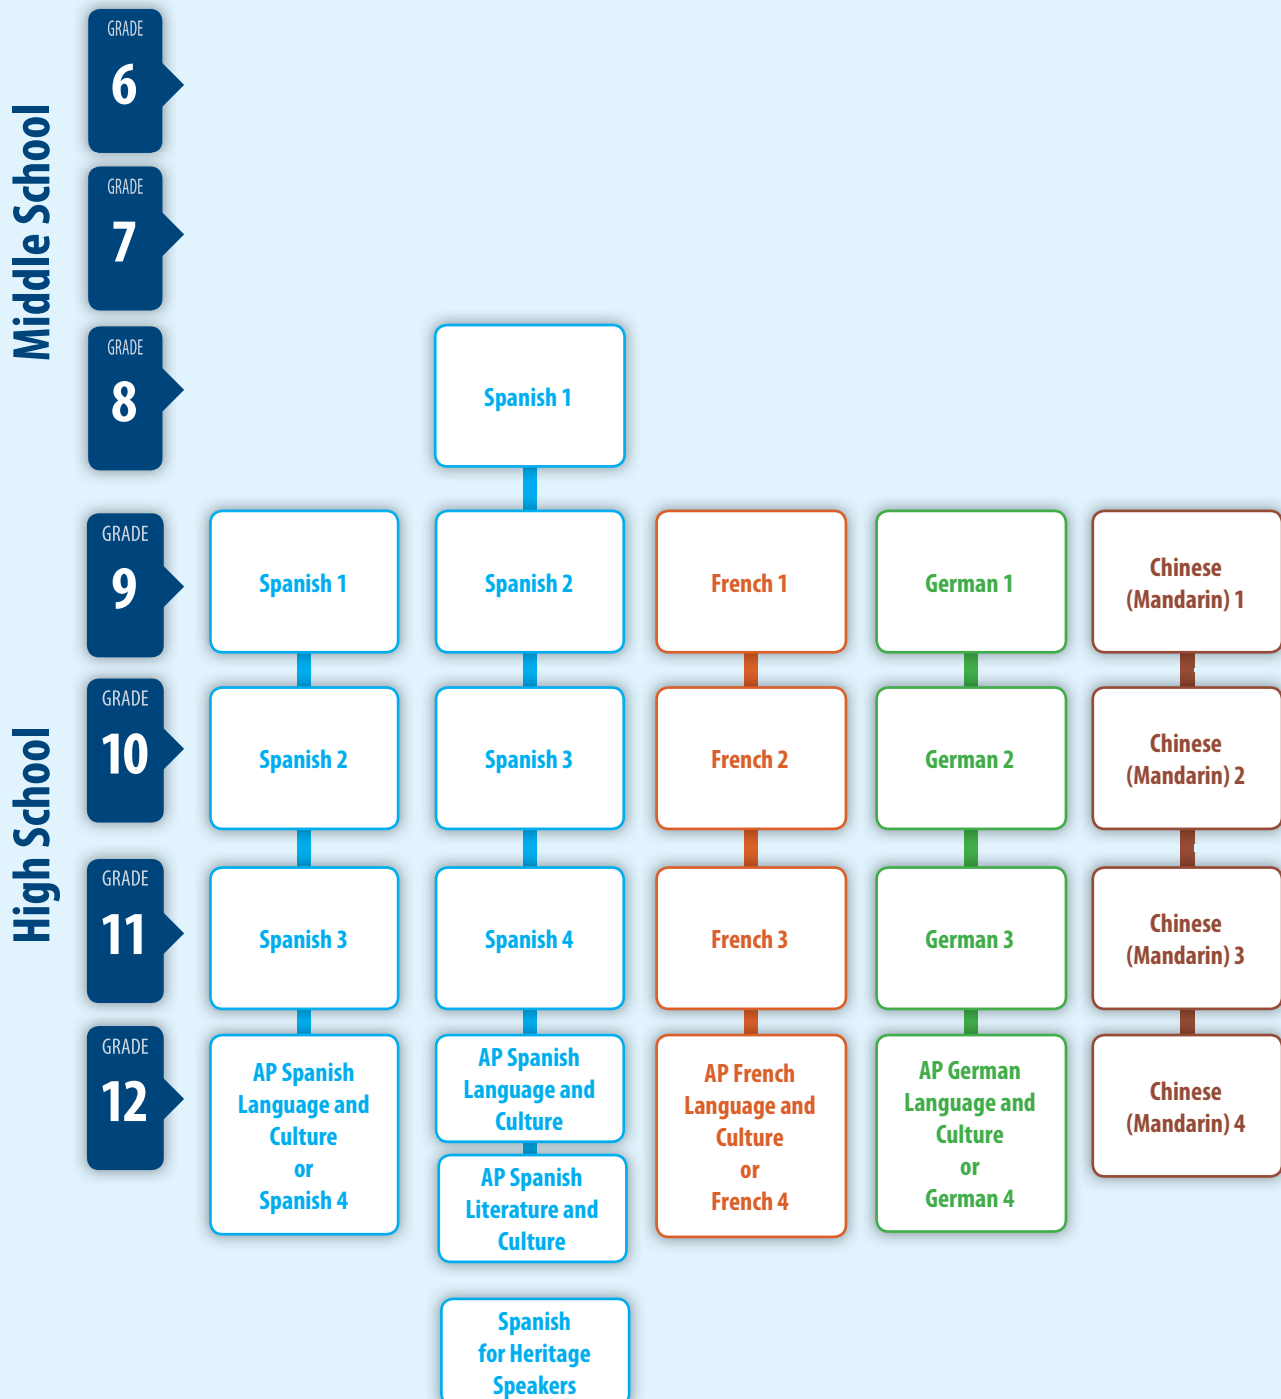 Middle School
GRADE
6
GRADE
7
GRADE
8
Spanish 1
High School
GRADE
9
Spanish 1
Spanish 2
French 1
German 1
Chinese
(Mandarin) 1
GRADE
10
Spanish 2
Spanish 3
French 2
German 2
Chinese
(Mandarin) 2
GRADE
11
Spanish 3
Spanish 4
French 3
German 3
Chinese
(Mandarin) 3
GRADE
12
AP Spanish
Language and
Culture
or
Spanish 4
AP Spanish
Language and
Culture
AP Spanish
Literature and
Culture
AP French
Language and
Culture
or
French 4
AP German
Language and
Culture
or
German 4
Chinese
(Mandarin) 4
Spanish
for Heritage
Speakers